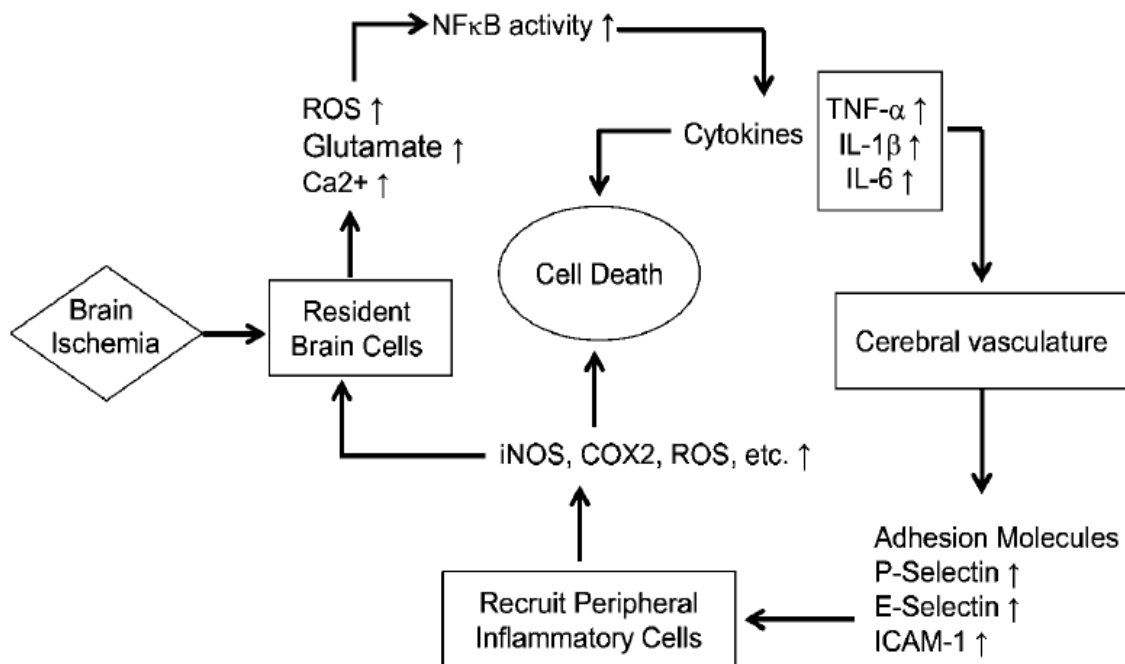 NFκB activity ↑
ROS ↑
Glutamate ↑
Ca2+ ↑
Cytokines
TNF-α ↑
IL-1β ↑
IL-6 ↑
Cell Death
Brain
Ischemia
Resident
Brain Cells
Cerebral vasculature
iNOS, COX2, ROS, etc. ↑
Adhesion Molecules
P-Selectin ↑
E-Selectin ↑
ICAM-1 ↑
Recruit Peripheral
Inflammatory Cells